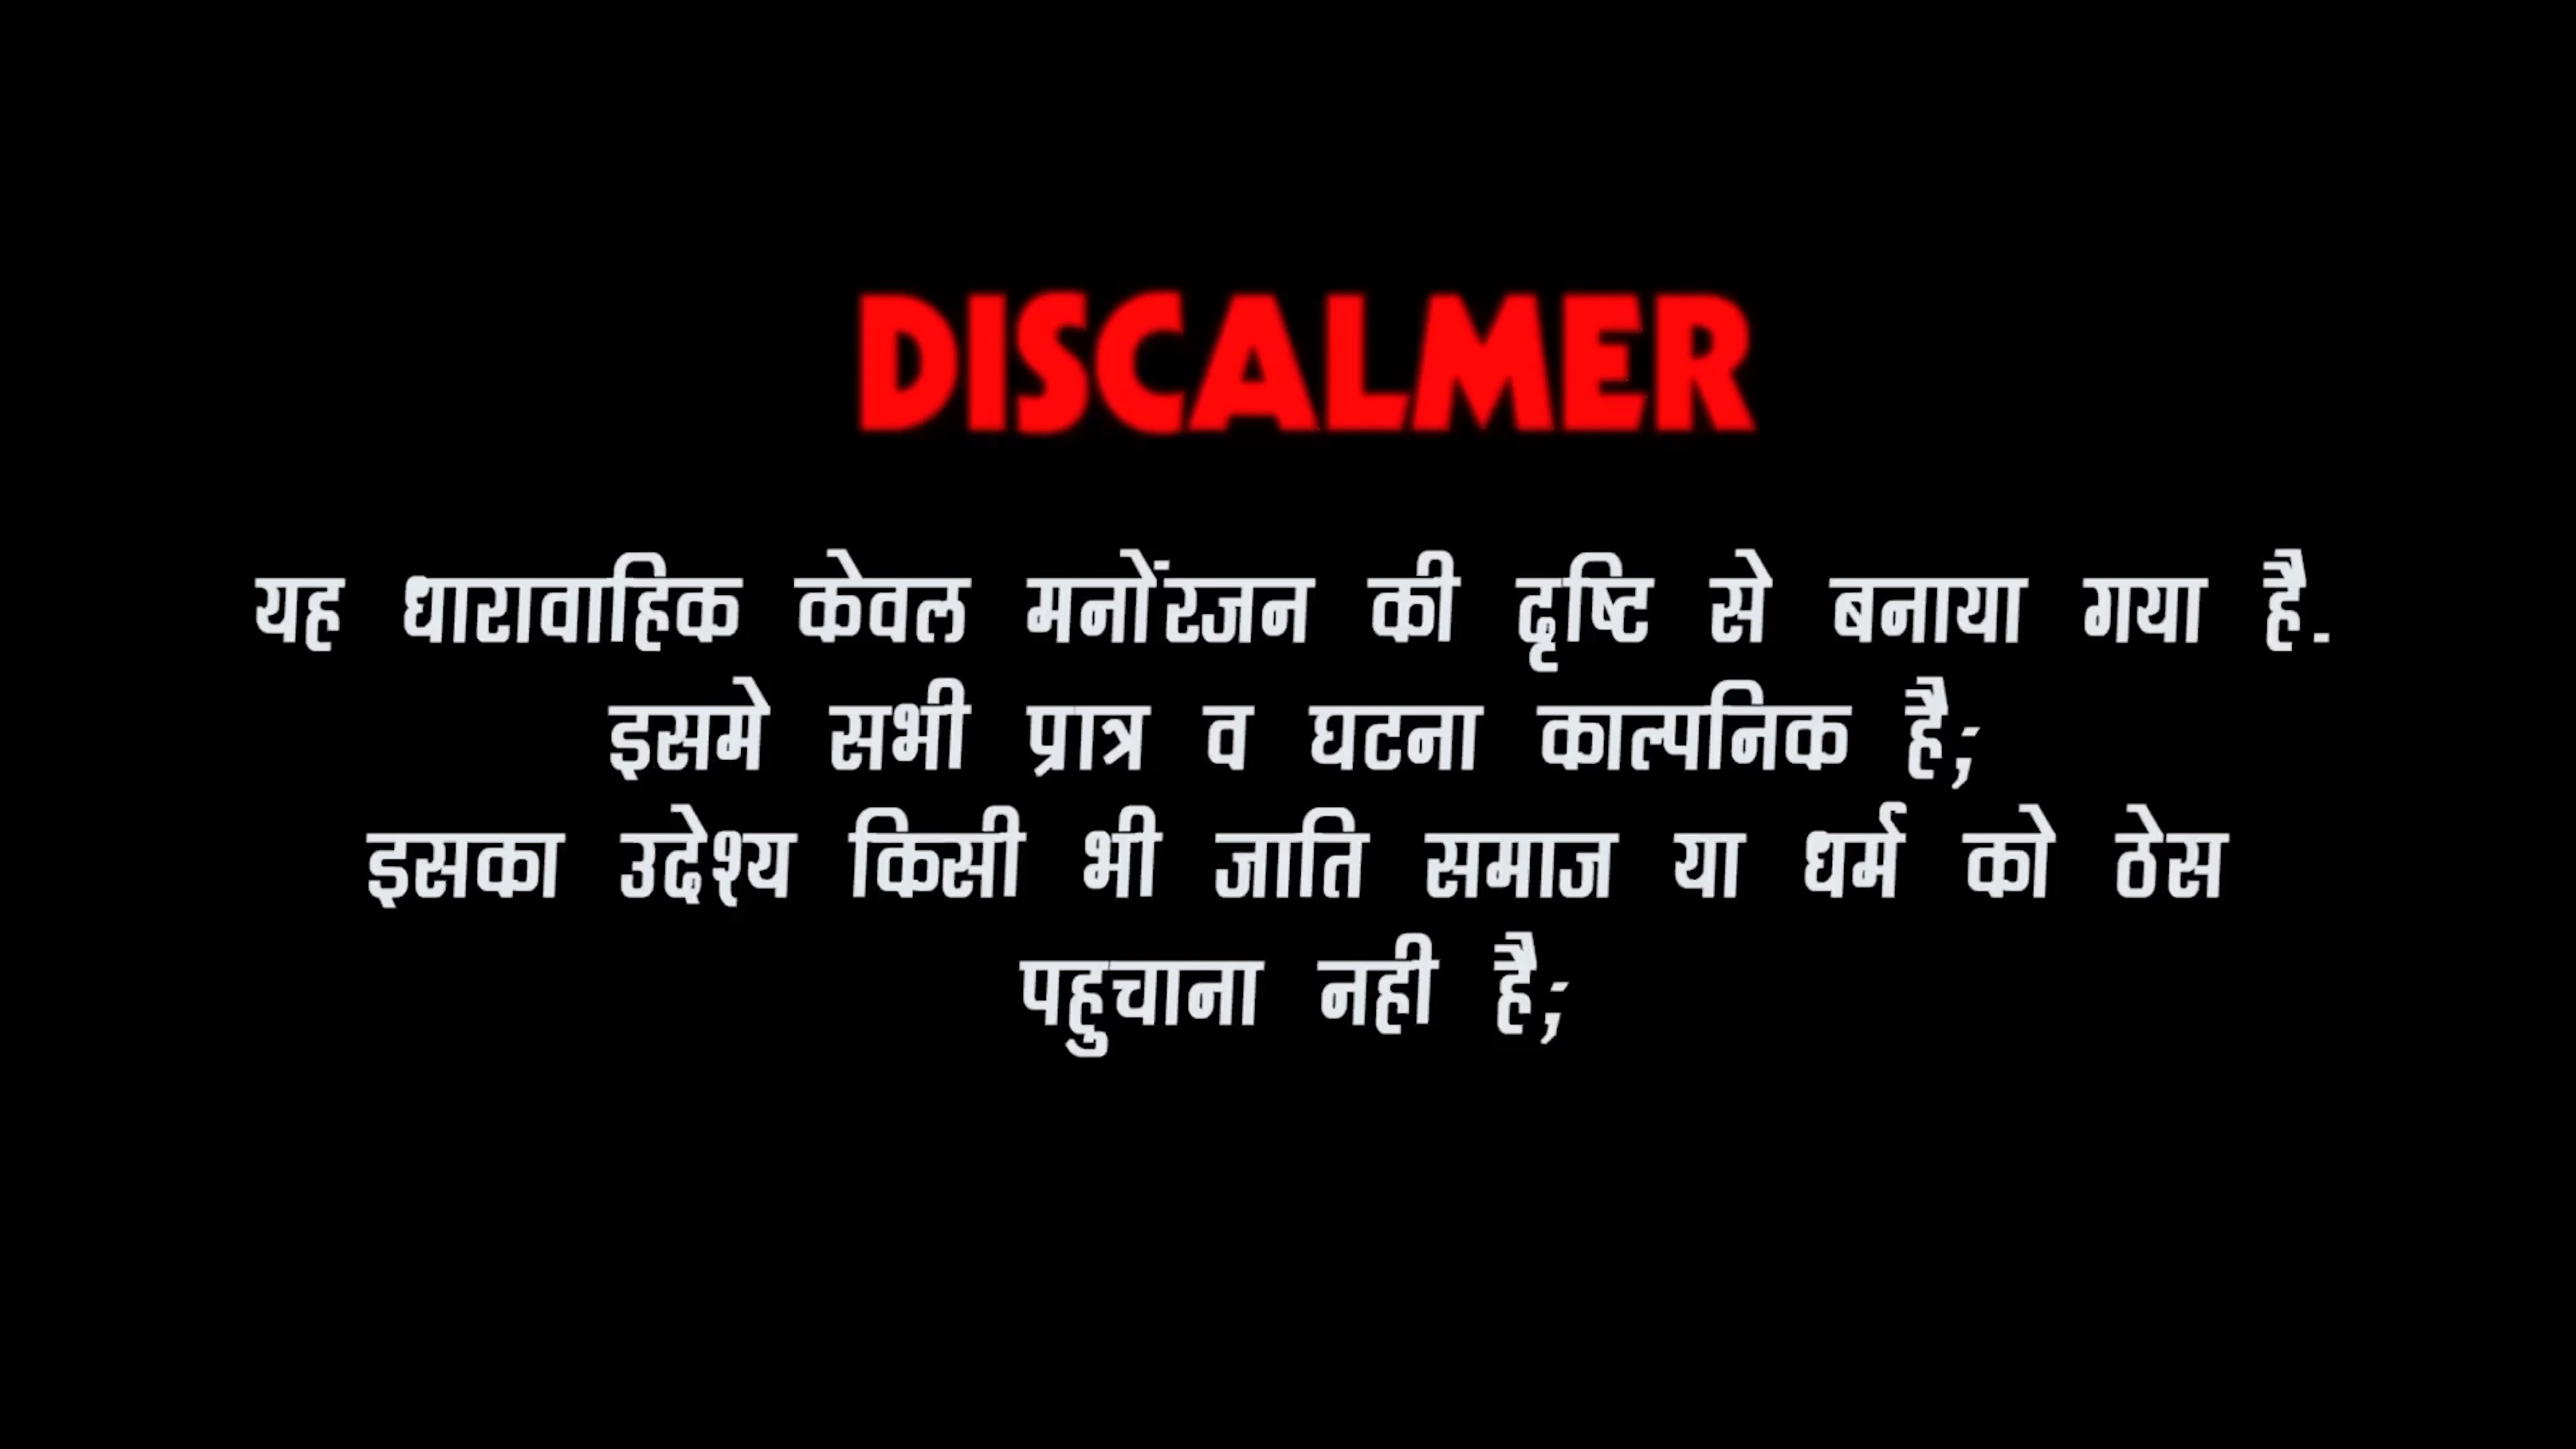 DISCALMER
यह धारावाहिक केवल मनोंरजन की दृष्टि से बनाया गया है.
इसमे सभी प्रात्र व घटना काल्पनिक है;
इसका उदेश्य किसी भी जाति समाज या धर्म को ठेस
पहुचाना नही है;